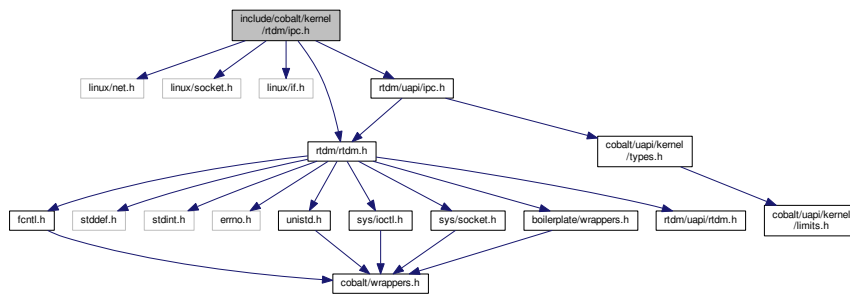 include/cobalt/kernel
/rtdm/ipc.h
linux/net.h
linux/socket.h
linux/if.h
rtdm/uapi/ipc.h
rtdm/rtdm.h
cobalt/uapi/kernel
/types.h
fcntl.h
stddef.h
stdint.h
errno.h
unistd.h
sys/ioctl.h
sys/socket.h
boilerplate/wrappers.h
rtdm/uapi/rtdm.h
cobalt/uapi/kernel
/limits.h
cobalt/wrappers.h